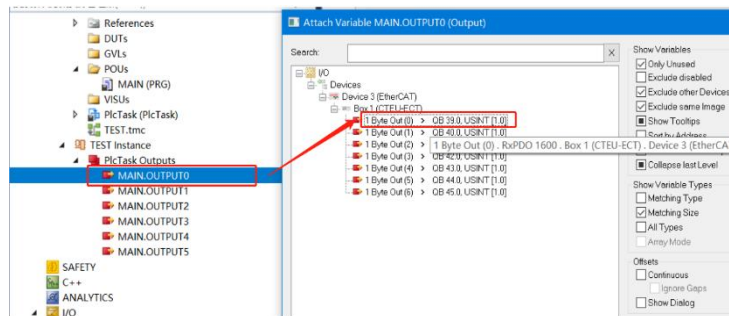 References
DUTs
GVLs
POUs
MAIN (PRG)
VISUs
PlcTask (PlcTask)
TEST.tmc
TEST Instance
PlcTask Outputs
MAIN.OUTPUT0
MAIN.OUTPUT1
MAIN.OUTPUT2
MAIN.OUTPUT3
MAIN.OUTPUT4
MAIN.OUTPUT5
SAFETY
C++
ANALYTICS
I/O
Attach Variable MAIN.OUTPUT0 (Output)
Search:
I/O
Devices
Device 3 (EtherCAT)
Box 1 (CTEU-ECT)
1 Byte Out (0) > QB 39.0, USINT [1.0]
1 Byte Out (1) > QB 40.0, USINT [1.0]
1 Byte Out (2) >
1 Byte Out (0) . RxPDO 1600 . Box 1 (CTEU-ECT) . Device 3 (EtherCA
1 Byte Out (3) > QB 42.0, USINT [1.0]
1 Byte Out (4) > QB 43.0, USINT [1.0]
1 Byte Out (5) > QB 44.0, USINT [1.0]
1 Byte Out (6) > QB 45.0, USINT [1.0]
Show Variables
Only Unused
Exclude disabled
Exclude other Devices
Exclude same Image
Show Tooltips
Sort by Address
Collapse last Level
Show Variable Types
Matching Type
Matching Size
All Types
Array Mode
Offsets
Continuous
Ignore Gaps
Show Dialog